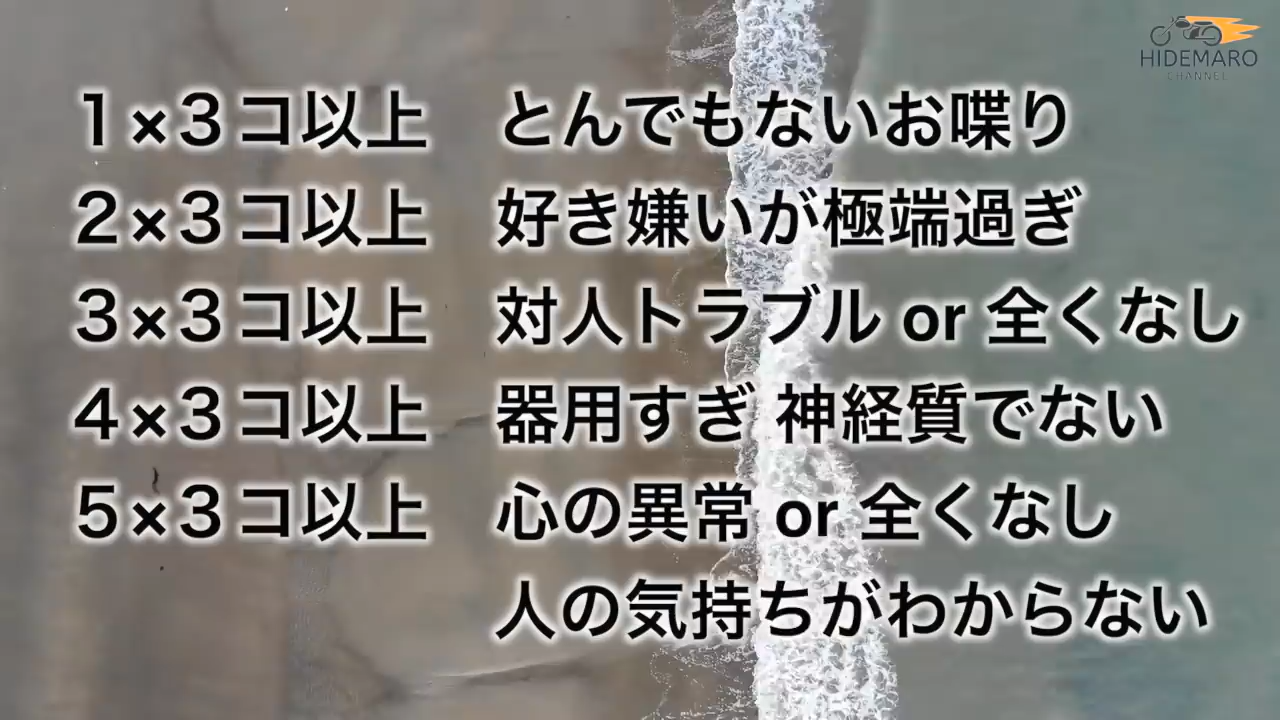 HIDEMARO
CHANNEL
1×3コ以上　とんでもないお喋り
2×3コ以上　好き嫌いが極端過ぎ
3×3コ以上　対人トラブル or 全くなし
4×3コ以上　器用すぎ 神経質でない
5×3コ以上　心の異常 or 全くなし
人の気持ちがわからない